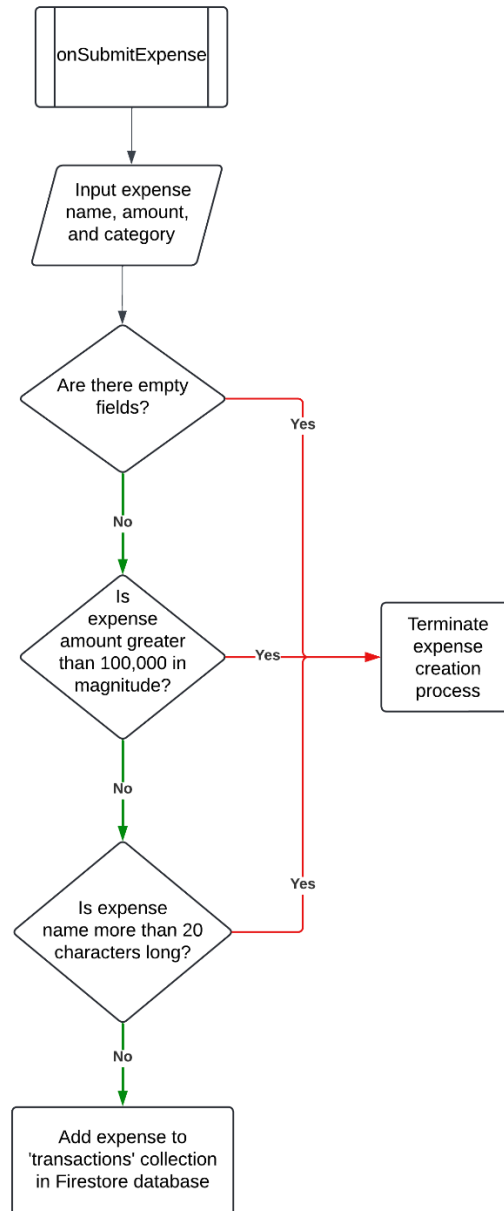 onSubmitExpense
Input expense
name, amount,
and category
Are there empty
fields?
Yes
No
Is
expense
amount greater
than 100,000 in
magnitude?
Yes
Terminate
expense
creation
process
No
Is expense
name more than 20
characters long?
Yes
No
Add expense to
'transactions' collection
in Firestore database